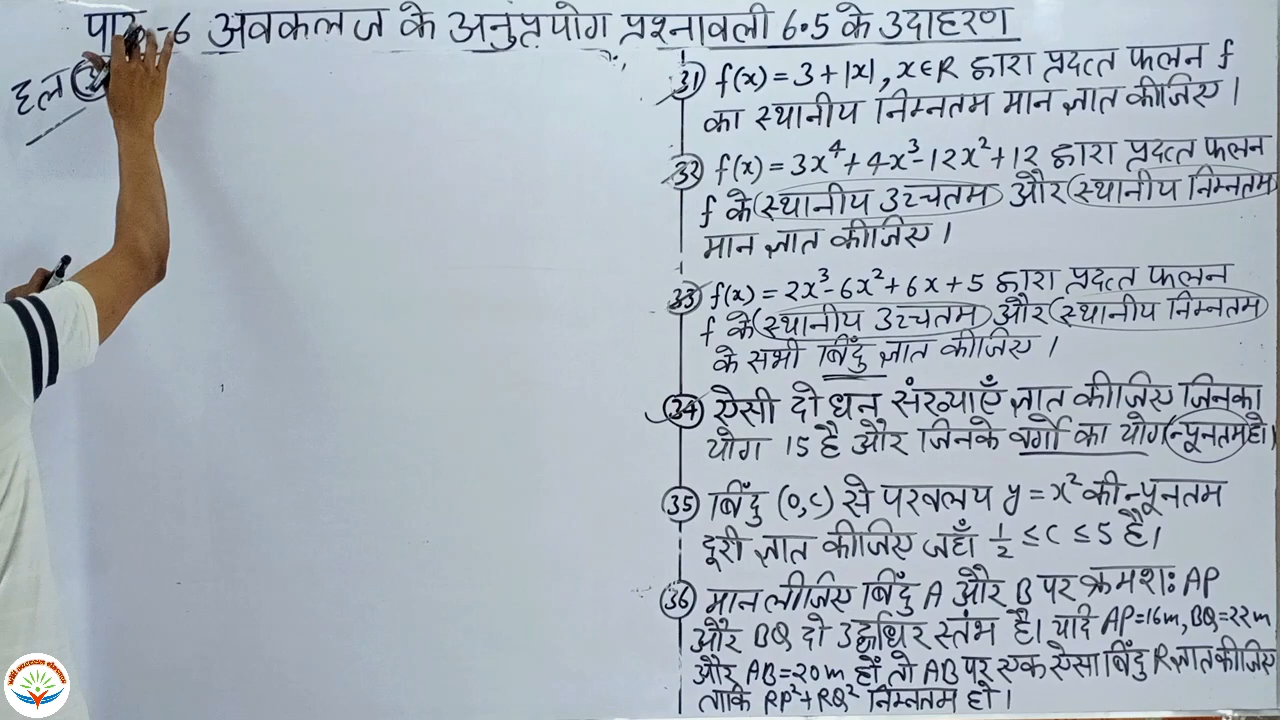 -6 अवकलज के अनुप्रयोग प्रश्नावली 6.5 के उदाहरण
हल
31) f(x) = 3 + |x|, x ∈ R द्वारा प्रदत्त फलन f
का स्थानीय निम्नतम मान ज्ञात कीजिए।
32) f(x) = 3x⁴ + 4x³ - 12x² + 12 द्वारा प्रदत्त फलन
f के स्थानीय उच्चतम और स्थानीय निम्नतम
मान ज्ञात कीजिए।
33) f(x) = 2x³ - 6x² + 6x + 5 द्वारा प्रदत्त फलन
f के स्थानीय उच्चतम और स्थानीय निम्नतम
के सभी बिंदु ज्ञात कीजिए।
34) ऐसी दो धन संख्याएँ ज्ञात कीजिए जिनका
योग 15 है और जिनके वर्गों का योग न्यूनतम हो।
35) बिंदु (0,c) से परवलय y = x² की न्यूनतम
दूरी ज्ञात कीजिए जहाँ 1/2 ≤ c ≤ 5 है।
36) मान लीजिए बिंदु A और B पर क्रमशः AP
और BQ दो उर्ध्वाधर स्तंभ है। यदि AP=16m, BQ=22m
और AB=20m हों तो AB पर एक ऐसा बिंदु R ज्ञात कीजिए
ताकि RP²+RQ² निम्नतम हो।